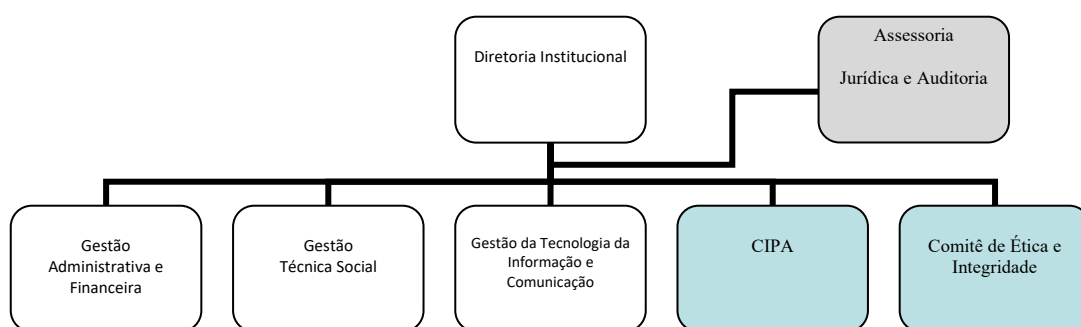 Diretoria Institucional
Assessoria
Jurídica e Auditoria
Gestão
Administrativa e
Financeira
Gestão
Técnica Social
Gestão da Tecnologia da
Informação e
Comunicação
CIPA
Comitê de Ética e
Integridade